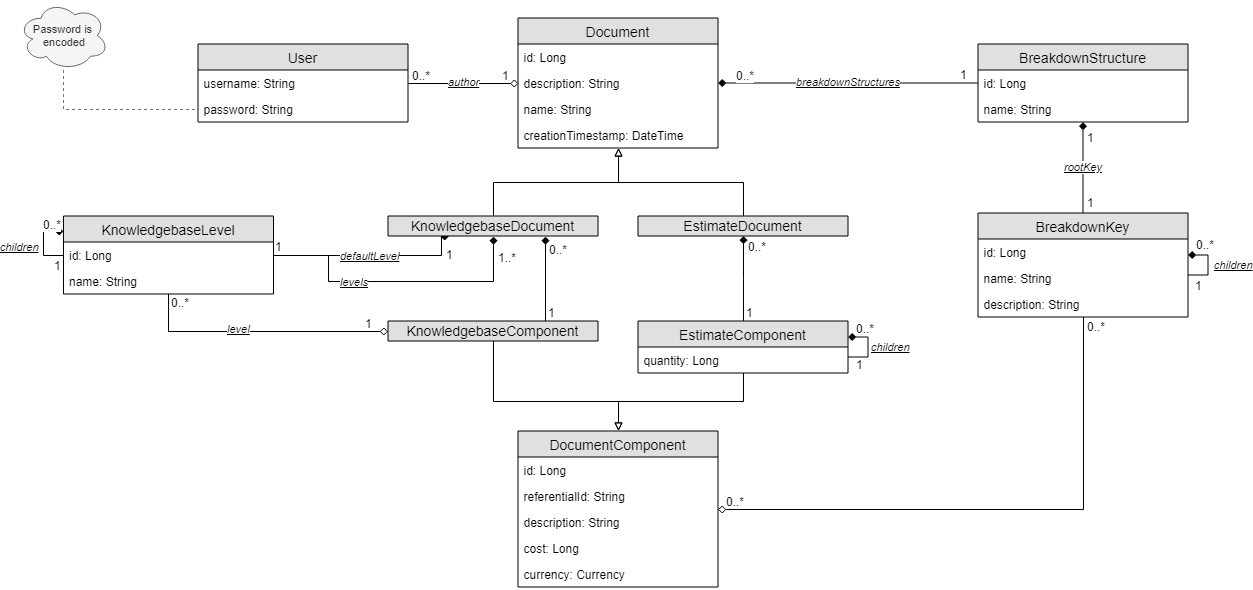 Password is
encoded
User
username: String
password: String
0..*
author
1
Document
id: Long
description: String
name: String
creationTimestamp: DateTime
0..*
breakdownStructures
1
BreakdownStructure
id: Long
name: String
1
rootKey
1
BreakdownKey
id: Long
name: String
description: String
0..*
children
1
0..*
KnowledgebaseLevel
id: Long
name: String
0..*
children
1
1
defaultLevel
1
levels
1..*
KnowledgebaseDocument
0..*
1
EstimateDocument
0..*
1
0..*
level
1
KnowledgebaseComponent
EstimateComponent
quantity: Long
0..*
children
1
DocumentComponent
id: Long
referentialId: String
description: String
cost: Long
currency: Currency
0..*